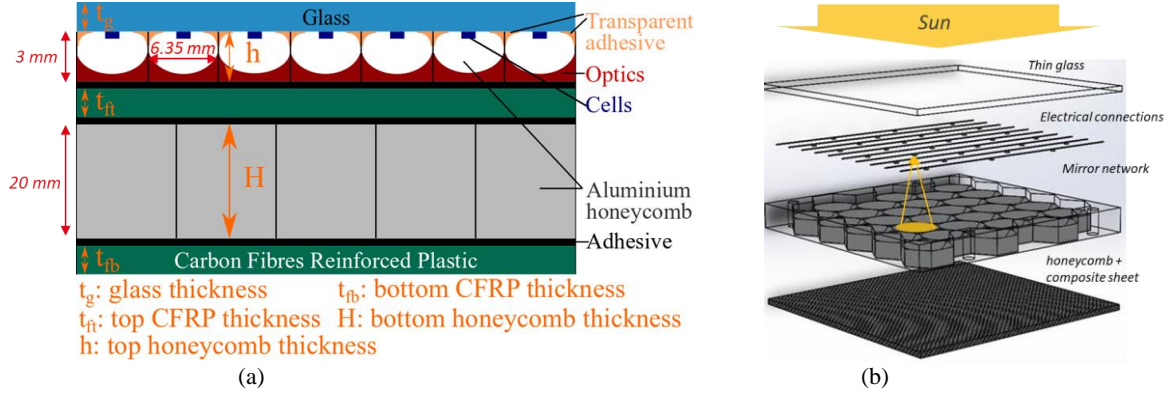 t_g
Glass
Transparent
adhesive
3 mm
6.35 mm
h
Optics
Cells
t_ft
20 mm
H
Aluminium
honeycomb
Adhesive
t_fb
Carbon Fibres Reinforced Plastic
t_g: glass thickness
t_fb: bottom CFRP thickness
t_ft: top CFRP thickness
H: bottom honeycomb thickness
h: top honeycomb thickness
(a)
Sun
Thin glass
Electrical connections
Mirror network
honeycomb +
composite sheet
(b)